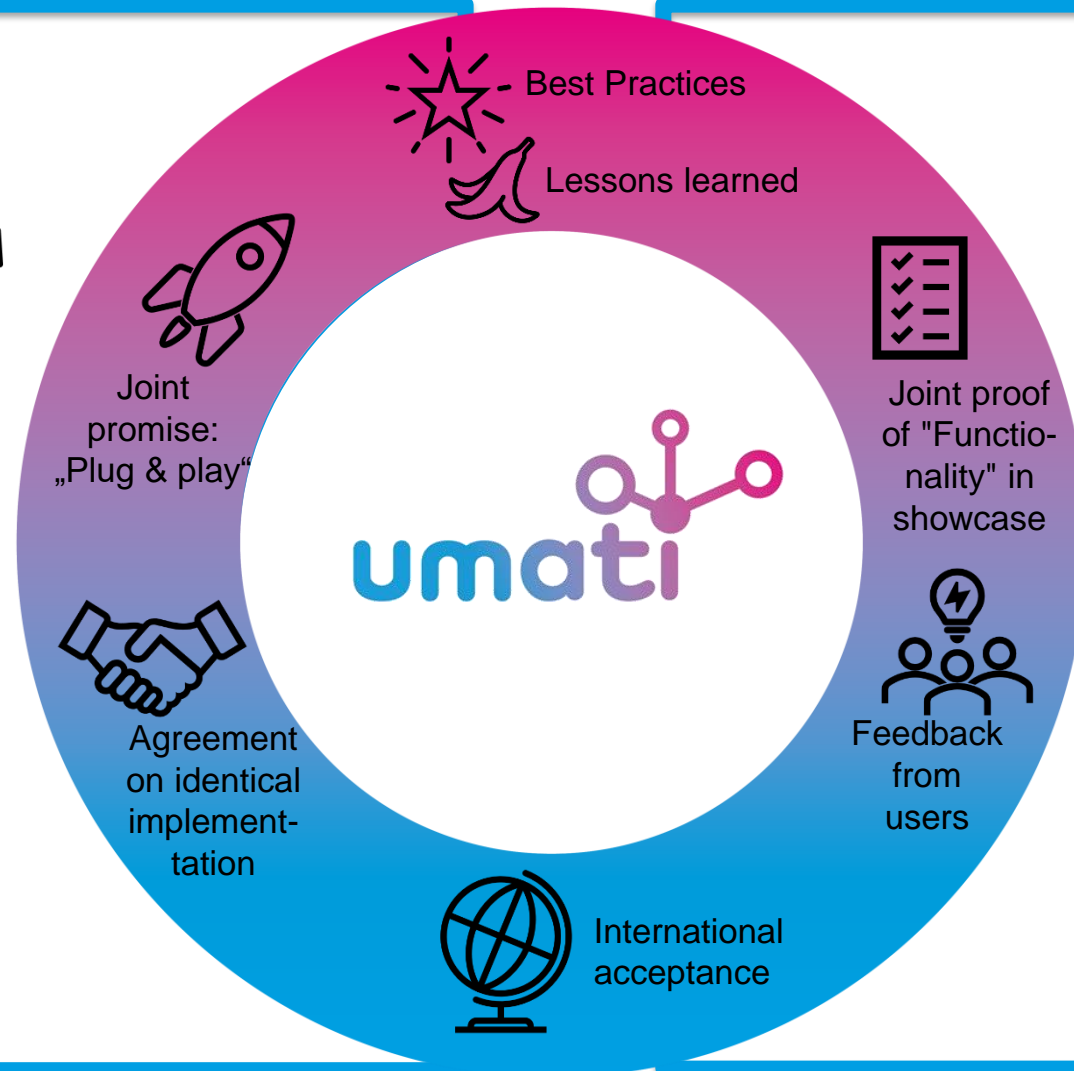 Best Practices
Lessons learned
Joint
promise:
„Plug & play“
Joint proof
of "Functio-
nality" in
showcase
umati
Agreement
on identical
implement-
tation
Feedback
from
users
International
acceptance